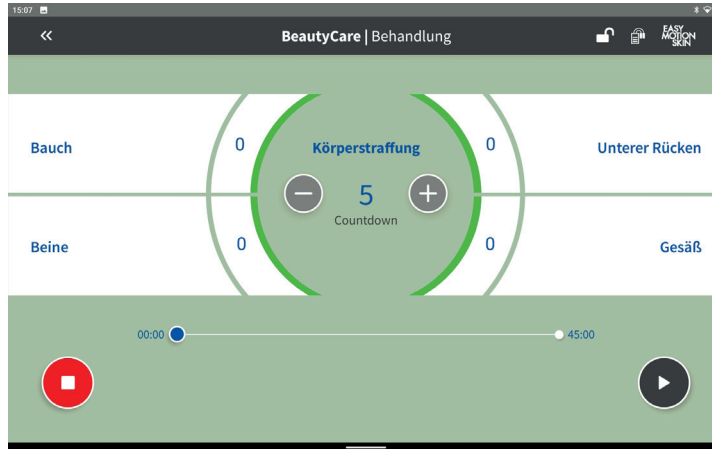 15:07
BeautyCare | Behandlung
EASY
MOTION
SKIN
Bauch
0
Körperstraffung
0
Unterer Rücken
5
Countdown
Beine
0
0
Gesäß
00:00
45:00